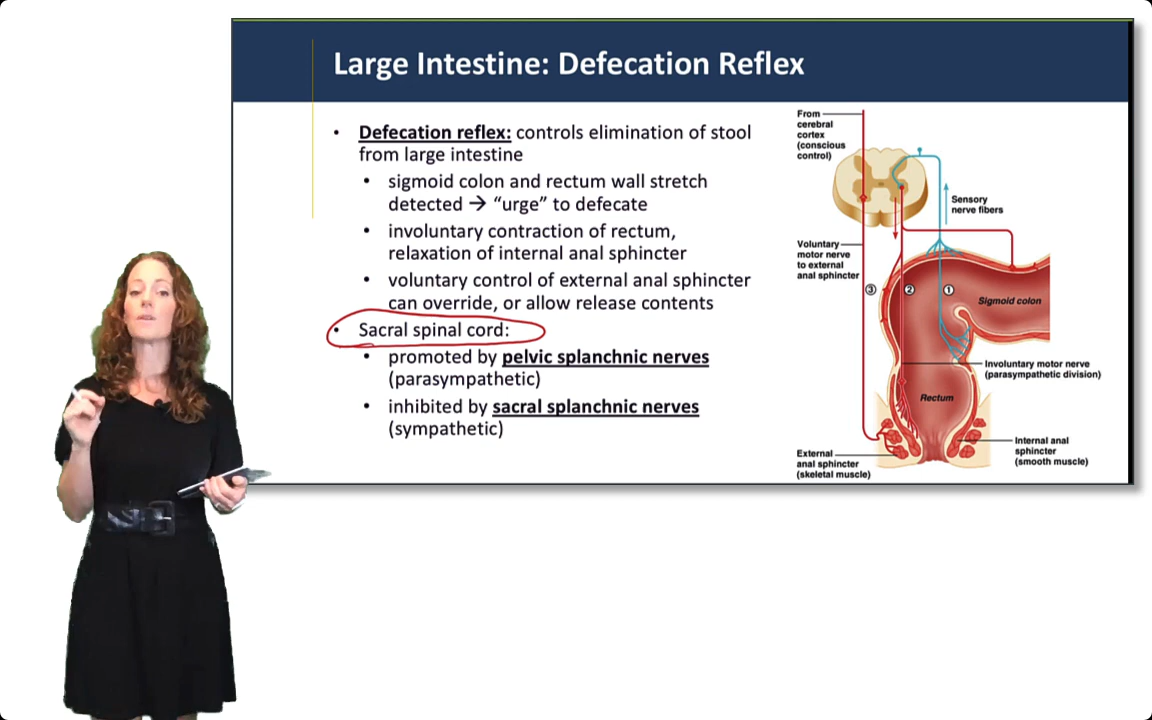 Large Intestine: Defecation Reflex
• Defecation reflex: controls elimination of stool
from large intestine
• sigmoid colon and rectum wall stretch
detected → “urge” to defecate
• involuntary contraction of rectum,
relaxation of internal anal sphincter
• voluntary control of external anal sphincter
can override, or allow release contents
• Sacral spinal cord:
• promoted by pelvic splanchnic nerves
(parasympathetic)
• inhibited by sacral splanchnic nerves
(sympathetic)
From
cerebral
cortex
(conscious
control)
Sensory
nerve fibers
Voluntary
motor nerve
to external
anal sphincter
③
②
①
Sigmoid colon
Involuntary motor nerve
(parasympathetic division)
Rectum
External
anal sphincter
(skeletal muscle)
Internal anal
sphincter
(smooth muscle)